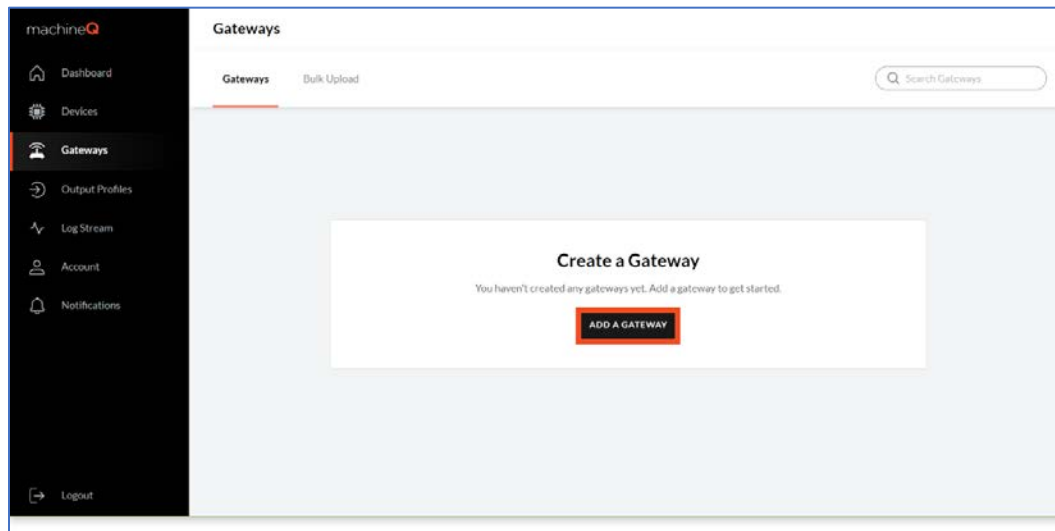 machineQ
Dashboard
Devices
Gateways
Output Profiles
Log Stream
Account
Notifications
Logout
Gateways
Gateways
Bulk Upload
Search Gateways
Create a Gateway
You haven't created any gateways yet. Add a gateway to get started.
ADD A GATEWAY